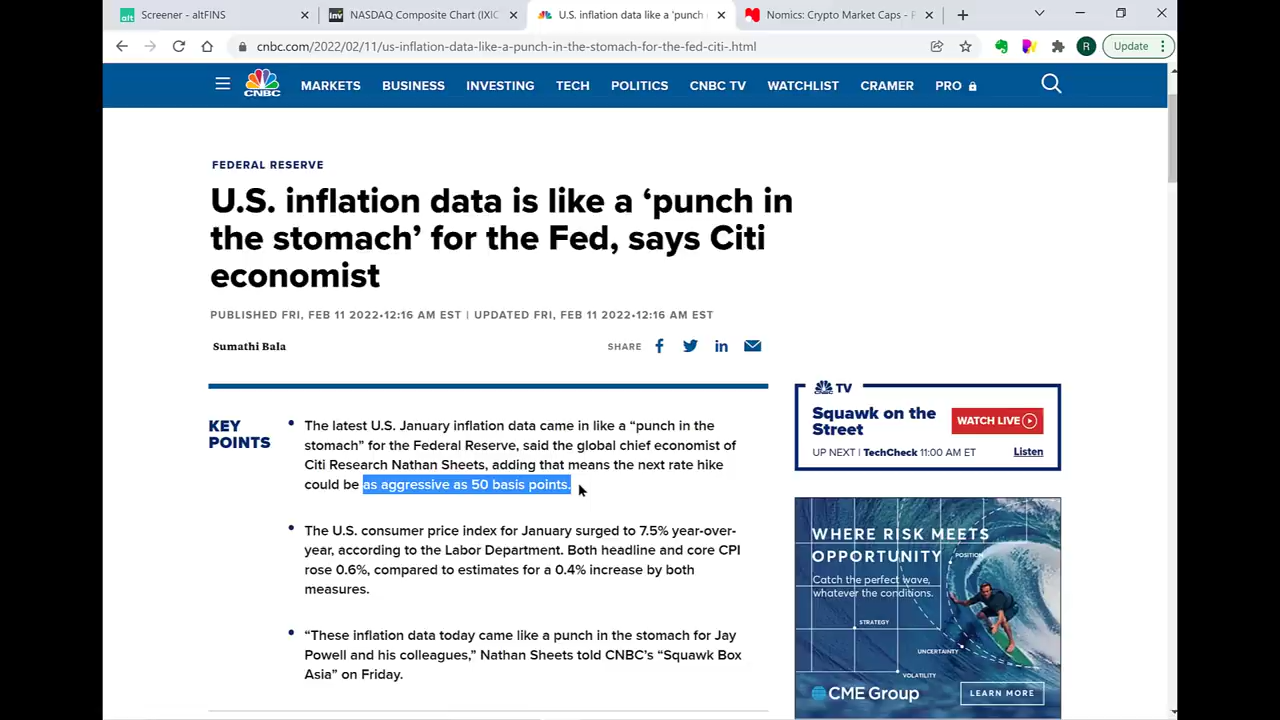 alt Screener - altFINS
Inv NASDAQ Composite Chart (IXIC
U.S. inflation data like a 'punch
Nomics: Crypto Market Caps - P
cnbc.com/2022/02/11/us-inflation-data-like-a-punch-in-the-stomach-for-the-fed-citi-.html
R
Update
CNBC
MARKETS BUSINESS INVESTING TECH POLITICS CNBC TV WATCHLIST CRAMER PRO
FEDERAL RESERVE
U.S. inflation data is like a ‘punch in
the stomach’ for the Fed, says Citi
economist
PUBLISHED FRI, FEB 11 2022•12:16 AM EST | UPDATED FRI, FEB 11 2022•12:16 AM EST
Sumathi Bala
SHARE
KEY
POINTS
The latest U.S. January inflation data came in like a “punch in the
stomach” for the Federal Reserve, said the global chief economist of
Citi Research Nathan Sheets, adding that means the next rate hike
could be as aggressive as 50 basis points.
The U.S. consumer price index for January surged to 7.5% year-over-
year, according to the Labor Department. Both headline and core CPI
rose 0.6%, compared to estimates for a 0.4% increase by both
measures.
“These inflation data today came like a punch in the stomach for Jay
Powell and his colleagues,” Nathan Sheets told CNBC’s “Squawk Box
Asia” on Friday.
TV
Squawk on the
Street
WATCH LIVE
UP NEXT | TechCheck 11:00 AM ET
Listen
WHERE RISK MEETS
OPPORTUNITY
POSITION
Catch the perfect wave,
whatever the conditions.
STRATEGY
UNCERTAINTY
VOLATILITY
CME Group
LEARN MORE